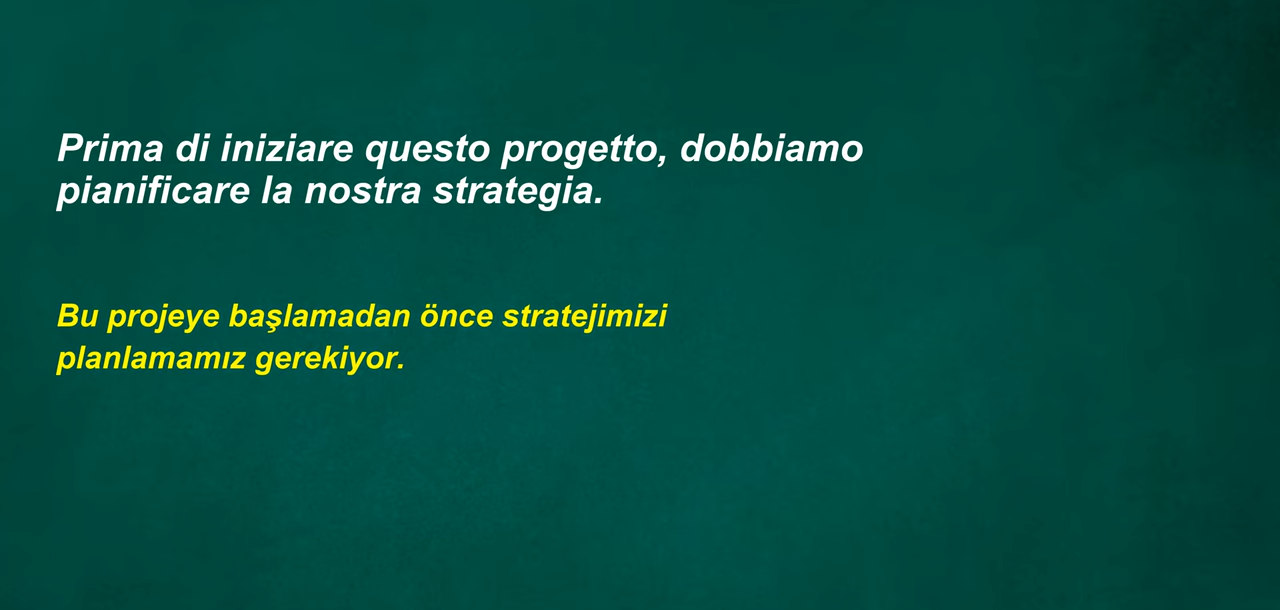 Prima di iniziare questo progetto, dobbiamo
pianificare la nostra strategia.
Bu projeye başlamadan önce stratejimizi
planlamamız gerekiyor.